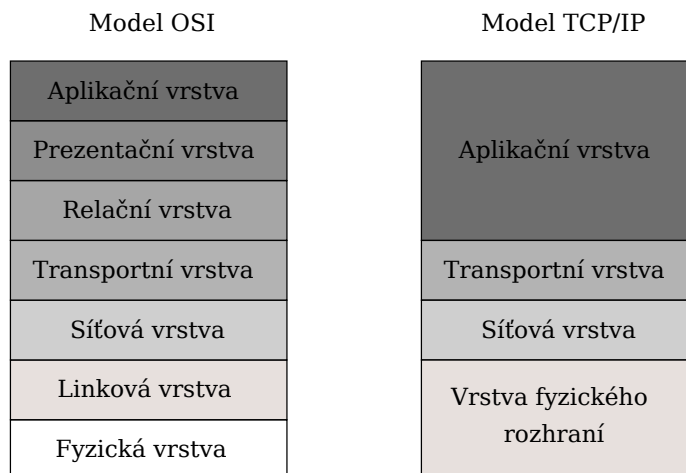 Model OSI
Aplikační vrstva
Prezentační vrstva
Relační vrstva
Transportní vrstva
Síťová vrstva
Linková vrstva
Fyzická vrstva
Model TCP/IP
Aplikační vrstva
Transportní vrstva
Síťová vrstva
Vrstva fyzického
rozhraní